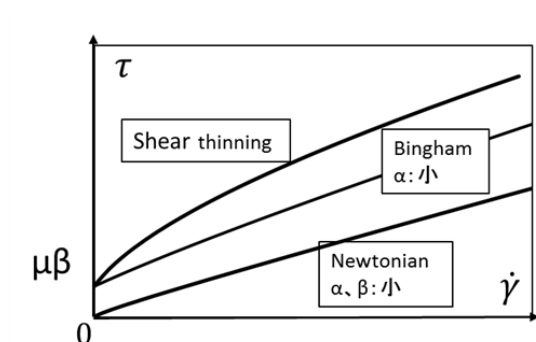 τ
Shear thinning
Bingham
α: 小
μβ
Newtonian
α、β: 小
γ̇
0